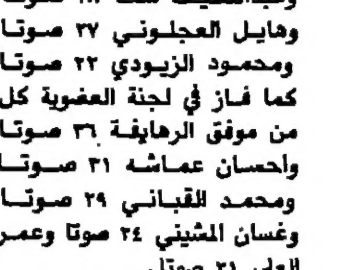 وهايل العجلوني ٣٧ صوتا
ومحمود الزيودي ٢٢ صوتا
كما فاز في لجنة العضوية كل
من موفق الرهايفة ٣٦ صوتا
واحسان عماشه ٣١ صوتا
ومحمد القباني ٢٩ صوتا
وغسان المشيني ٢٤ صوتا وعمر